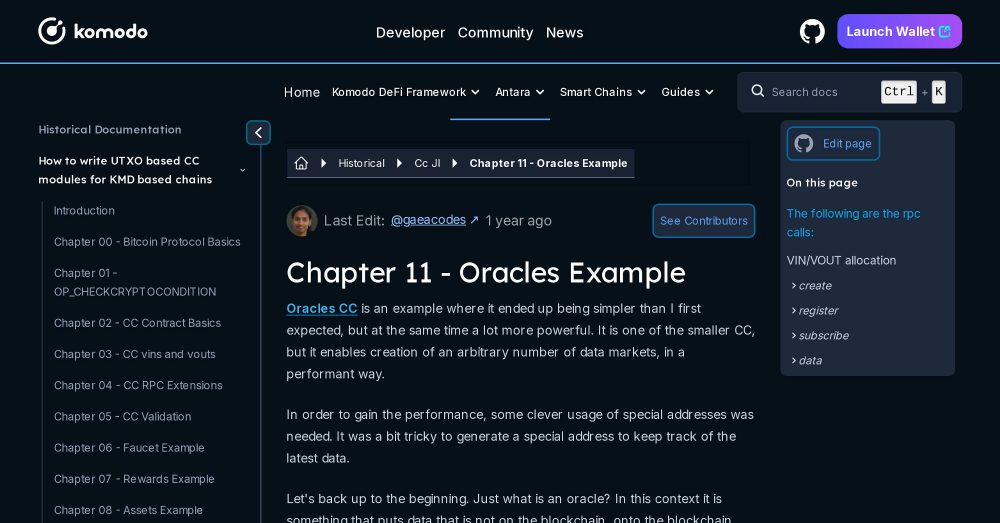 komodo
Developer Community News
Launch Wallet
Home Komodo DeFi Framework Antara Smart Chains Guides
Search docs Ctrl + K
Historical Documentation
How to write UTXO based CC
modules for KMD based chains
Introduction
Chapter 00 - Bitcoin Protocol Basics
Chapter 01 -
OP_CHECKCRYPTOCONDITION
Chapter 02 - CC Contract Basics
Chapter 03 - CC vins and vouts
Chapter 04 - CC RPC Extensions
Chapter 05 - CC Validation
Chapter 06 - Faucet Example
Chapter 07 - Rewards Example
Chapter 08 - Assets Example
Historical Cc Jl Chapter 11 - Oracles Example
Last Edit: @gaeacodes ↗ 1 year ago
See Contributors
Chapter 11 - Oracles Example
Oracles CC is an example where it ended up being simpler than I first
expected, but at the same time a lot more powerful. It is one of the smaller CC,
but it enables creation of an arbitrary number of data markets, in a
performant way.
In order to gain the performance, some clever usage of special addresses was
needed. It was a bit tricky to generate a special address to keep track of the
latest data.
Let's back up to the beginning. Just what is an oracle? In this context it is
something that puts data that is not on the blockchain, onto the blockchain.
Edit page
On this page
The following are the rpc
calls:
VIN/VOUT allocation
create
register
subscribe
data